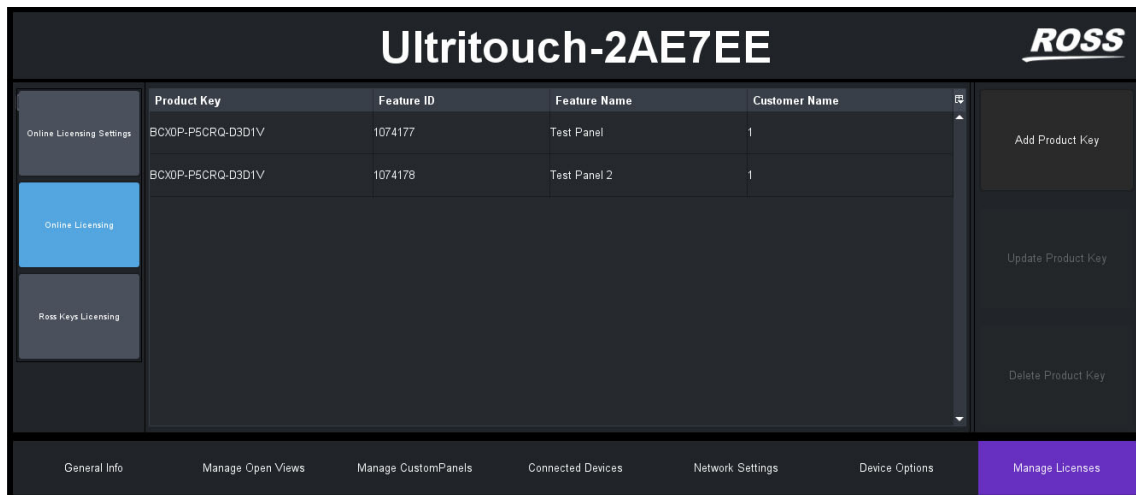 Ultritouch-2AE7EE
ROSS
Product Key Feature ID Feature Name Customer Name
Online Licensing Settings
BCX0P-P5CRQ-D3D1V 1074177 Test Panel 1
BCX0P-P5CRQ-D3D1V 1074178 Test Panel 2 1
Online Licensing
Ross Keys Licensing
Add Product Key
Update Product Key
Delete Product Key
General Info Manage Open Views Manage CustomPanels Connected Devices Network Settings Device Options Manage Licenses